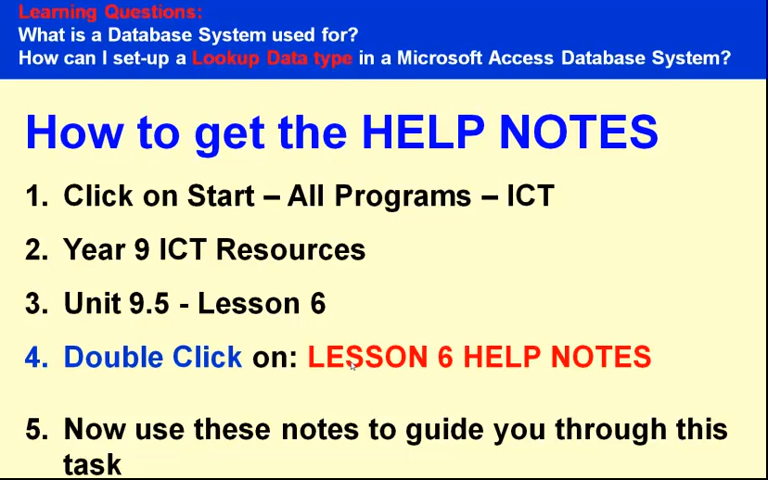 Learning Questions:
What is a Database System used for?
How can I set-up a Lookup Data type in a Microsoft Access Database System?
How to get the HELP NOTES
1. Click on Start – All Programs – ICT
2. Year 9 ICT Resources
3. Unit 9.5 - Lesson 6
4. Double Click on: LESSON 6 HELP NOTES
5. Now use these notes to guide you through this
task